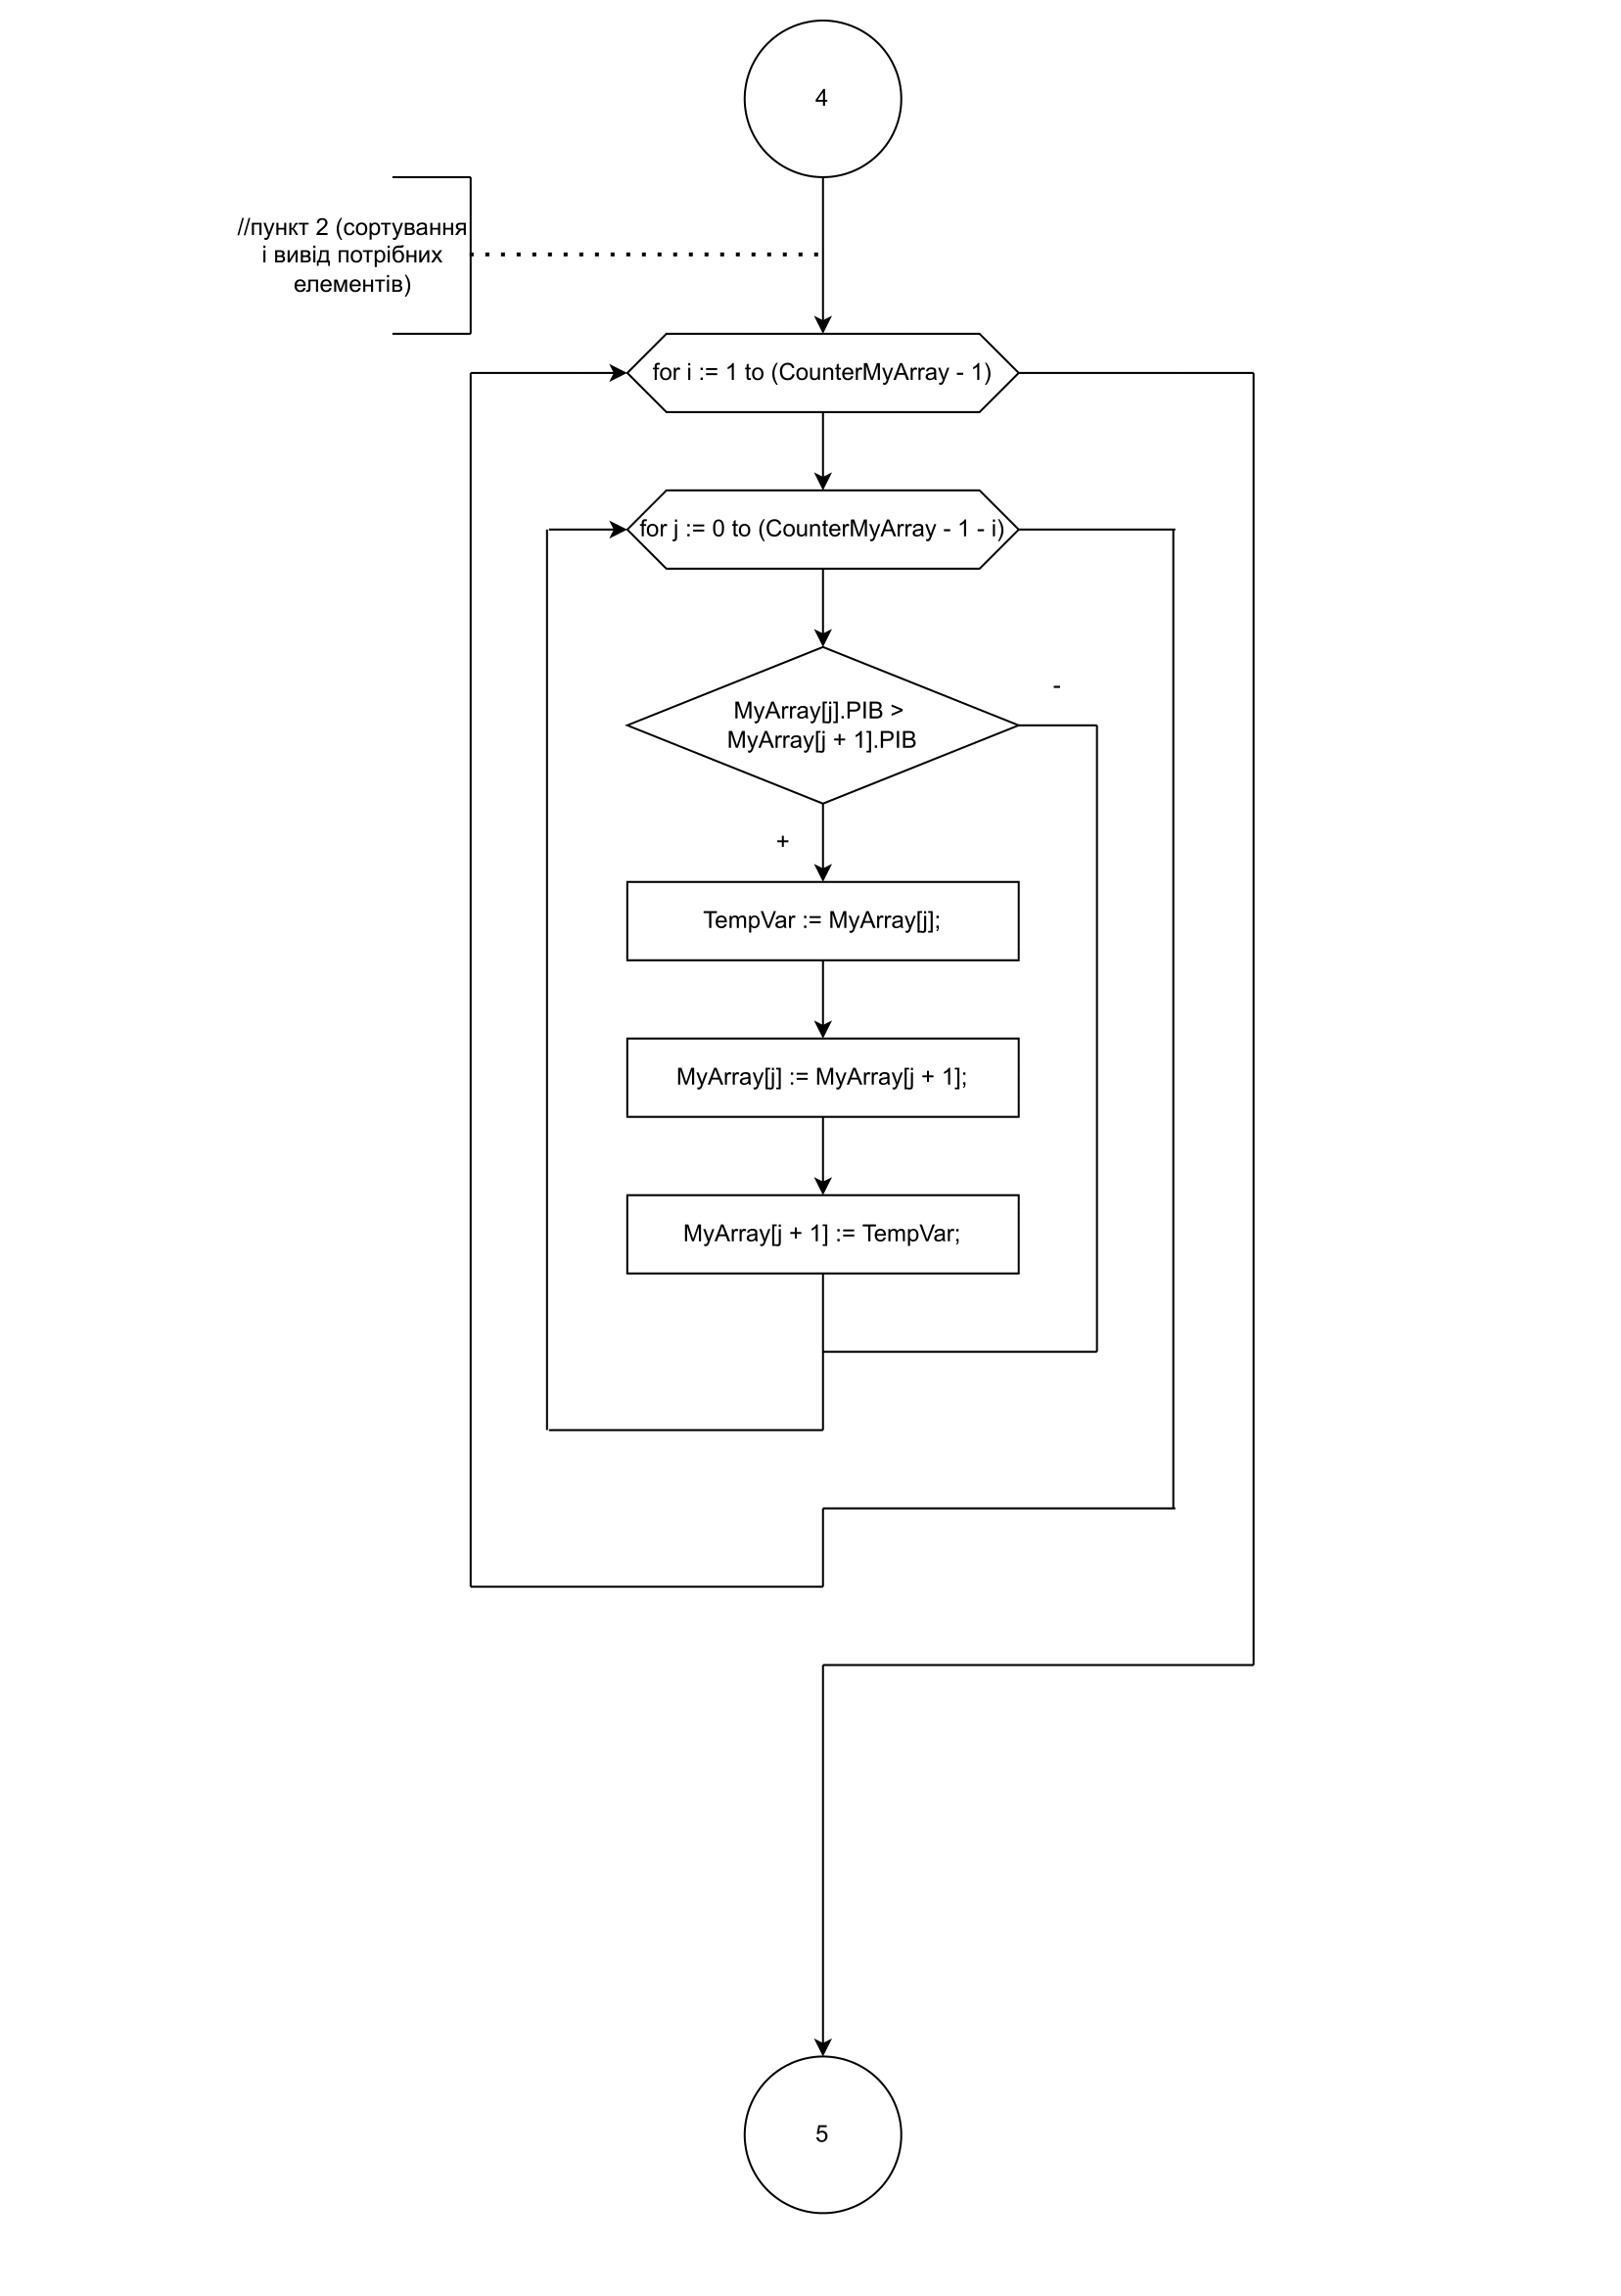 4
//пункт 2 (сортування
і вивід потрібних
елементів)
for i := 1 to (CounterMyArray - 1)
for j := 0 to (CounterMyArray - 1 - i)
-
MyArray[j].PIB >
MyArray[j + 1].PIB
+
TempVar := MyArray[j];
MyArray[j] := MyArray[j + 1];
MyArray[j + 1] := TempVar;
5